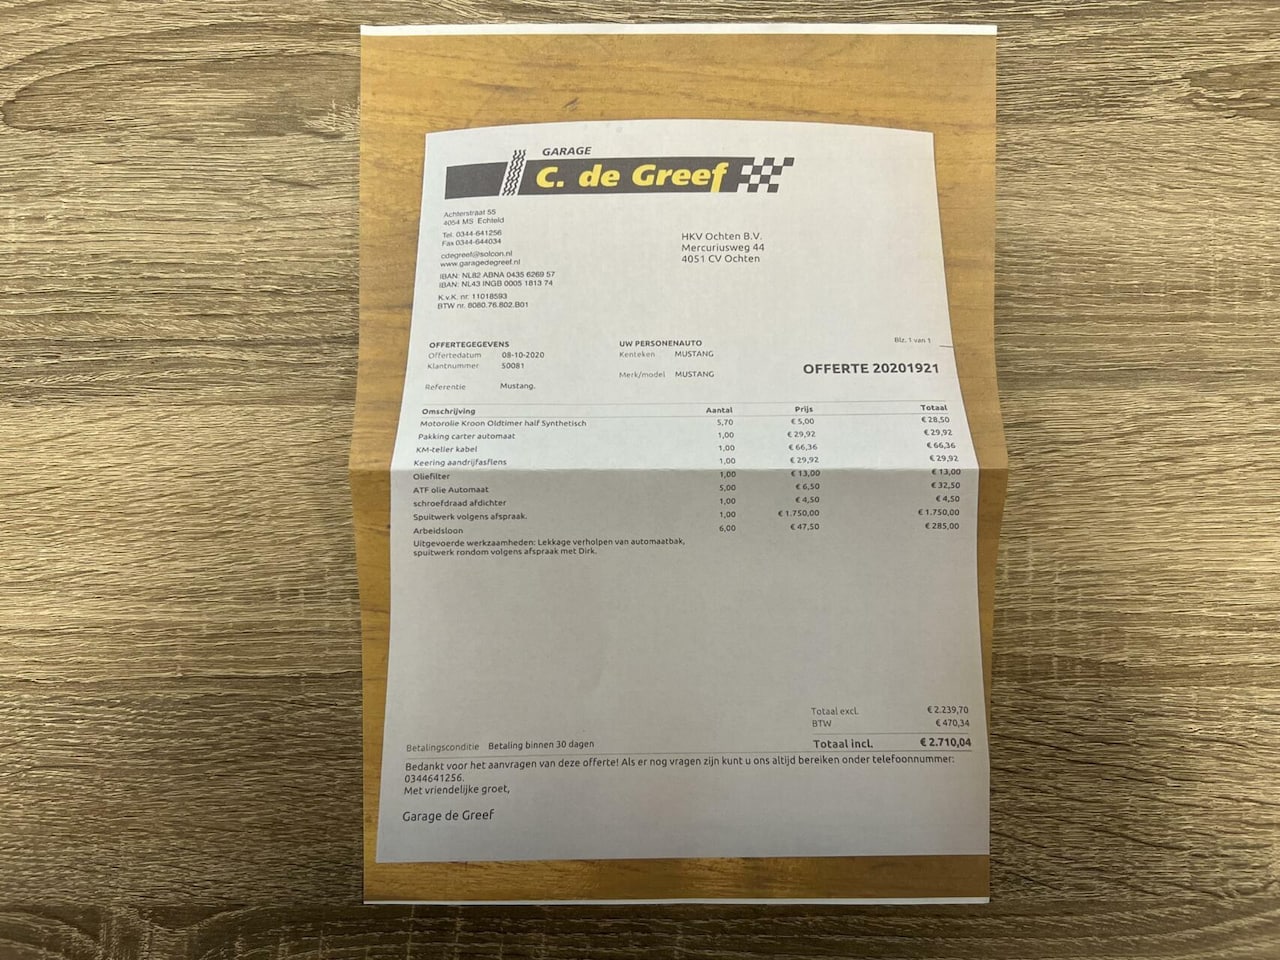 GARAGE
C. de Greef
Achterstraat 55
4054 MS Echteld
Tel. 0344-641256
Fax 0344-644034
cdegreef@solcon.nl
www.garagedegreef.nl
IBAN: NL82 ABNA 0435 6269 57
IBAN: NL43 INGB 0005 1813 74
K.v.K. nr. 11018593
BTW nr. 8080.76.802.B01
HKV Ochten B.V.
Mercuriusweg 44
4051 CV Ochten
Blz. 1 van 1
OFFERTEGEGEVENS
Offertedatum 08-10-2020
Klantnummer 50081
Referentie Mustang.
UW PERSONENAUTO
Kenteken MUSTANG
Merk/model MUSTANG
OFFERTE 20201921
Omschrijving Aantal Prijs Totaal
Motorolie Kroon Oldtimer half Synthetisch 5,70 € 5,00 € 28,50
Pakking carter automaat 1,00 € 29,92 € 29,92
KM-teller kabel 1,00 € 66,36 € 66,36
Keering aandrijfasflens 1,00 € 29,92 € 29,92
Oliefilter 1,00 € 13,00 € 13,00
ATF olie Automaat 5,00 € 6,50 € 32,50
schroefdraad afdichter 1,00 € 4,50 € 4,50
Spuitwerk volgens afspraak. 1,00 € 1.750,00 € 1.750,00
Arbeidsloon 6,00 € 47,50 € 285,00
Uitgevoerde werkzaamheden: Lekkage verholpen van automaatbak,
spuitwerk rondom volgens afspraak met Dirk.
Totaal excl. € 2.239,70
BTW € 470,34
Betalingsconditie Betaling binnen 30 dagen Totaal incl. € 2.710,04
Bedankt voor het aanvragen van deze offerte! Als er nog vragen zijn kunt u ons altijd bereiken onder telefoonnummer:
0344641256.
Met vriendelijke groet,
Garage de Greef